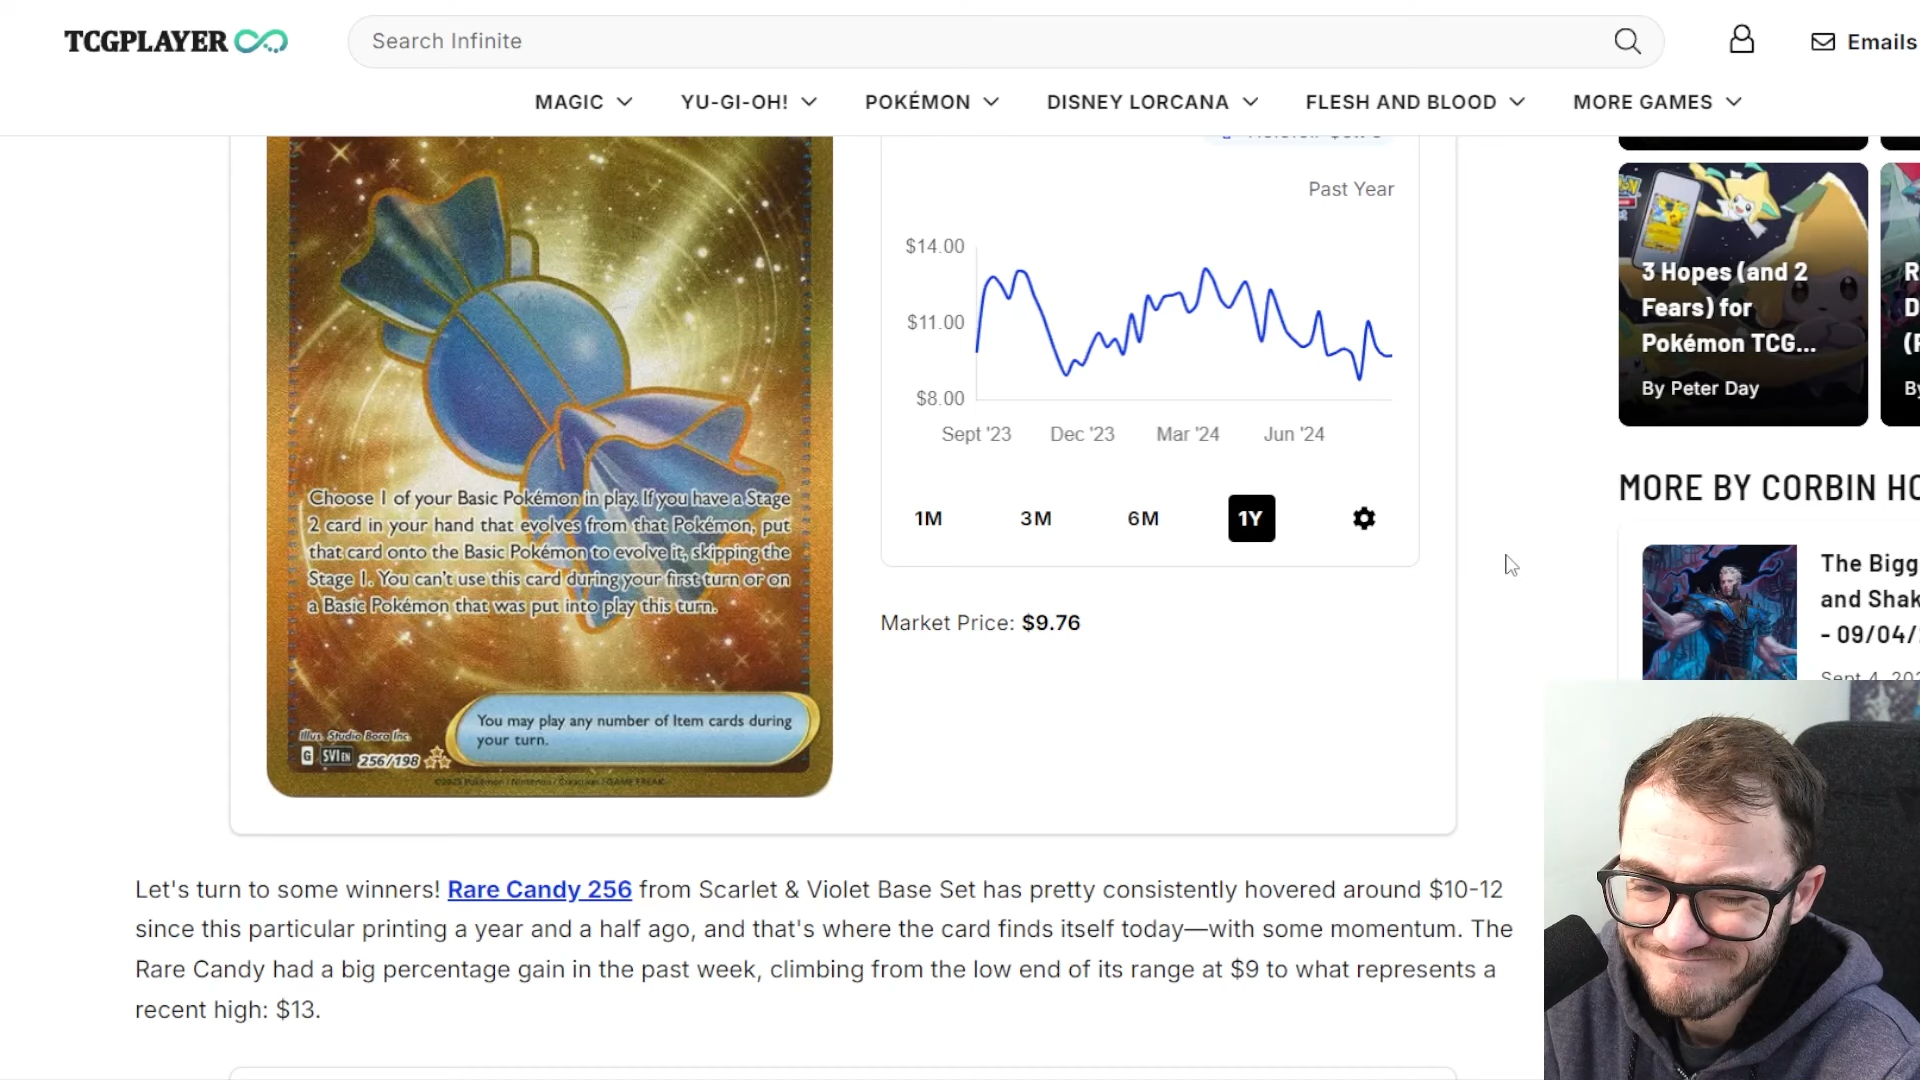 TCGPLAYER
Search Infinite
Emails
MAGIC
YU-GI-OH!
POKÉMON
DISNEY LORCANA
FLESH AND BLOOD
MORE GAMES
Past Year
$14.00
$11.00
$8.00
Sept '23
Dec '23
Mar '24
Jun '24
1M
3M
6M
1Y
Market Price: $9.76
Choose 1 of your Basic Pokémon in play. If you have a Stage
2 card in your hand that evolves from that Pokémon, put
that card onto the Basic Pokémon to evolve it, skipping the
Stage 1. You can't use this card during your first turn or on
a Basic Pokémon that was put into play this turn.
You may play any number of Item cards during
your turn.
Illus. Studio Bora Inc.
G SVI EN 256/198
3 Hopes (and 2
Fears) for
Pokémon TCG...
By Peter Day
MORE BY CORBIN HO
The Bigg
and Shak
- 09/04/
Let's turn to some winners! Rare Candy 256 from Scarlet & Violet Base Set has pretty consistently hovered around $10-12
since this particular printing a year and a half ago, and that's where the card finds itself today—with some momentum. The
Rare Candy had a big percentage gain in the past week, climbing from the low end of its range at $9 to what represents a
recent high: $13.